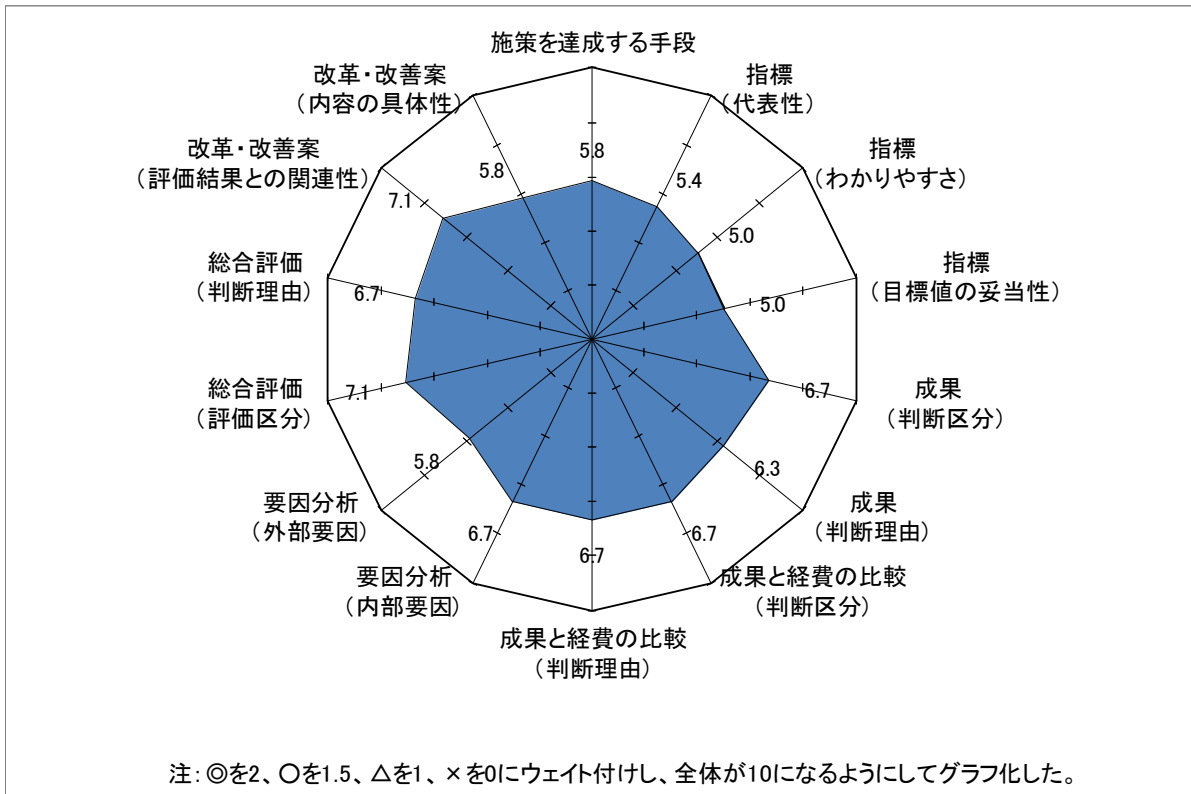 施策を達成する手段
指標
（代表性）
指標
（わかりやすさ）
指標
（目標値の妥当性）
成果
（判断区分）
成果
（判断理由）
成果と経費の比較
（判断区分）
成果と経費の比較
（判断理由）
要因分析
（内部要因）
要因分析
（外部要因）
総合評価
（評価区分）
総合評価
（判断理由）
改革・改善案
（評価結果との関連性）
改革・改善案
（内容の具体性）
5.8
5.4
5.0
5.0
6.7
6.3
6.7
6.7
6.7
5.8
7.1
6.7
7.1
5.8
注：◎を2、○を1.5、△を1、×を0にウェイト付けし、全体が10になるようにしてグラフ化した。